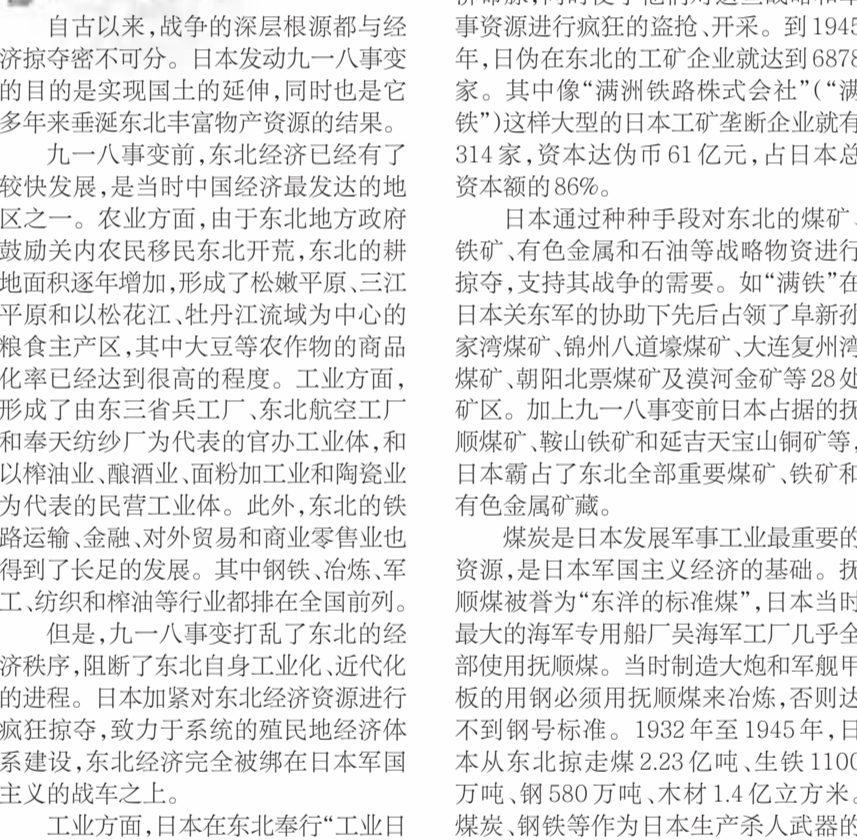 自古以来,战争的深层根源都与经
济掠夺密不可分。日本发动九一八事变
的目的是实现国土的延伸,同时也是它
多年来垂涎东北丰富物产资源的结果。
九一八事变前,东北经济已经有了
较快发展,是当时中国经济最发达的地
区之一。农业方面,由于东北地方政府
鼓励关内农民移民东北开荒,东北的耕
地面积逐年增加,形成了松嫩平原、三江
平原和以松花江、牡丹江流域为中心的
粮食主产区,其中大豆等农作物的商品
化率已经达到很高的程度。工业方面,
形成了由东三省兵工厂、东北航空工厂
和奉天纺纱厂为代表的官办工业体,和
以榨油业、酿酒业、面粉加工业和陶瓷业
为代表的民营工业体。此外,东北的铁
路运输、金融、对外贸易和商业零售业也
得到了长足的发展。其中钢铁、冶炼、军
工、纺织和榨油等行业都排在全国前列。
但是,九一八事变打乱了东北的经
济秩序,阻断了东北自身工业化、近代化
的进程。日本加紧对东北经济资源进行
疯狂掠夺,致力于系统的殖民地经济体
系建设,东北经济完全被绑在日本军国
主义的战车之上。
工业方面,日本在东北奉行“工业日
事资源进行疯狂的盗抢、开采。到1945
年,日伪在东北的工矿企业就达到6878
家。其中像“满洲铁路株式会社”(“满
铁”)这样大型的日本工矿垄断企业就有
314家,资本达伪币61亿元,占日本总
资本额的86%。
日本通过种种手段对东北的煤矿、
铁矿、有色金属和石油等战略物资进行
掠夺,支持其战争的需要。如“满铁”在
日本关东军的协助下先后占领了阜新孙
家湾煤矿、锦州八道壕煤矿、大连复州湾
煤矿、朝阳北票煤矿及漠河金矿等28处
矿区。加上九一八事变前日本占据的抚
顺煤矿、鞍山铁矿和延吉天宝山铜矿等,
日本霸占了东北全部重要煤矿、铁矿和
有色金属矿藏。
煤炭是日本发展军事工业最重要的
资源,是日本军国主义经济的基础。抚
顺煤被誉为“东洋的标准煤”,日本当时
最大的海军专用船厂吴海军工厂几乎全
部使用抚顺煤。当时制造大炮和军舰甲
板的用钢必须用抚顺煤来冶炼,否则达
不到钢号标准。1932年至1945年,日
本从东北掠走煤2.23亿吨、生铁1100
万吨、钢580万吨、木材1.4亿立方米。
煤炭、钢铁等作为日本生产杀人武器的